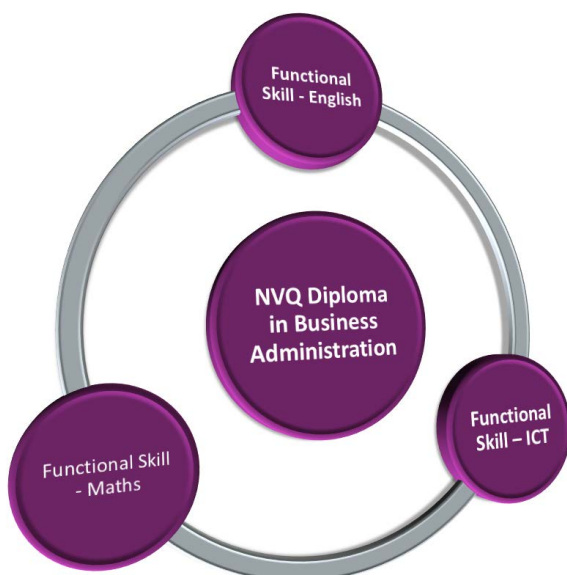 Functional
Skill - English
NVQ Diploma
in Business
Administration
Functional
Skill – ICT
Functional Skill
- Maths